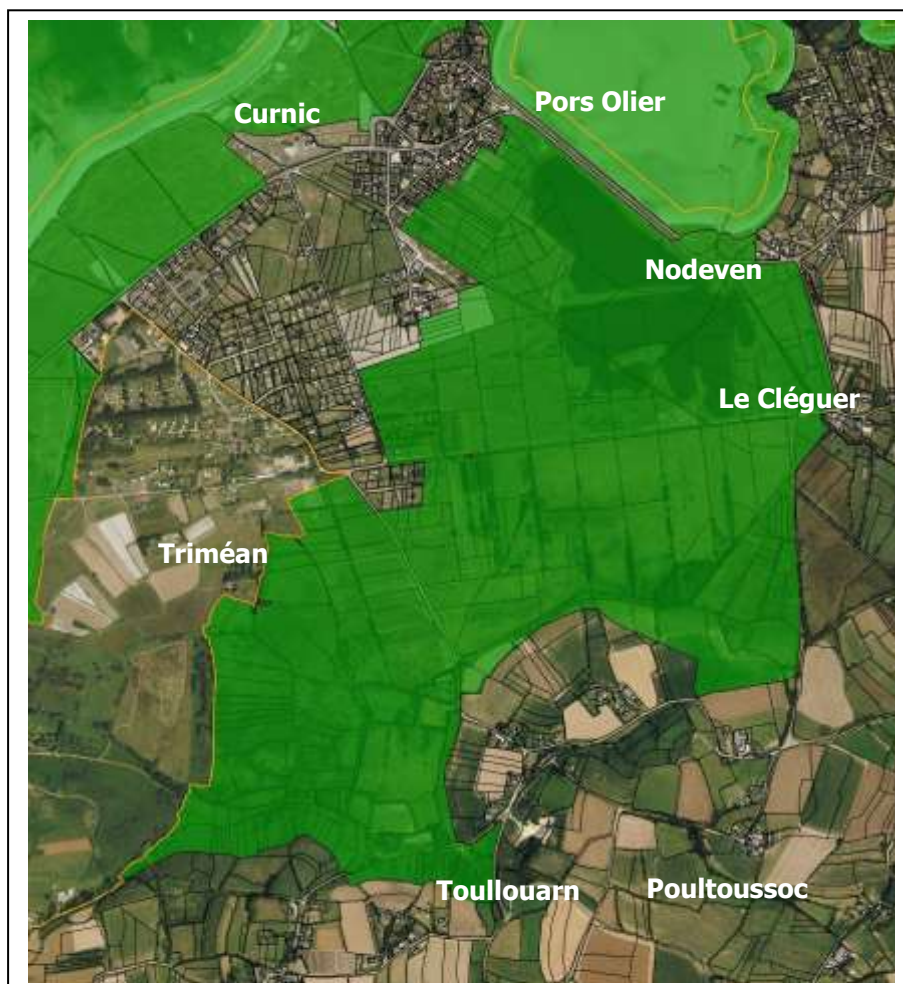 Pors Olier
Curnic
Nodeven
Le Cléguer
Triméan
Toullouarn
Poultoussoc